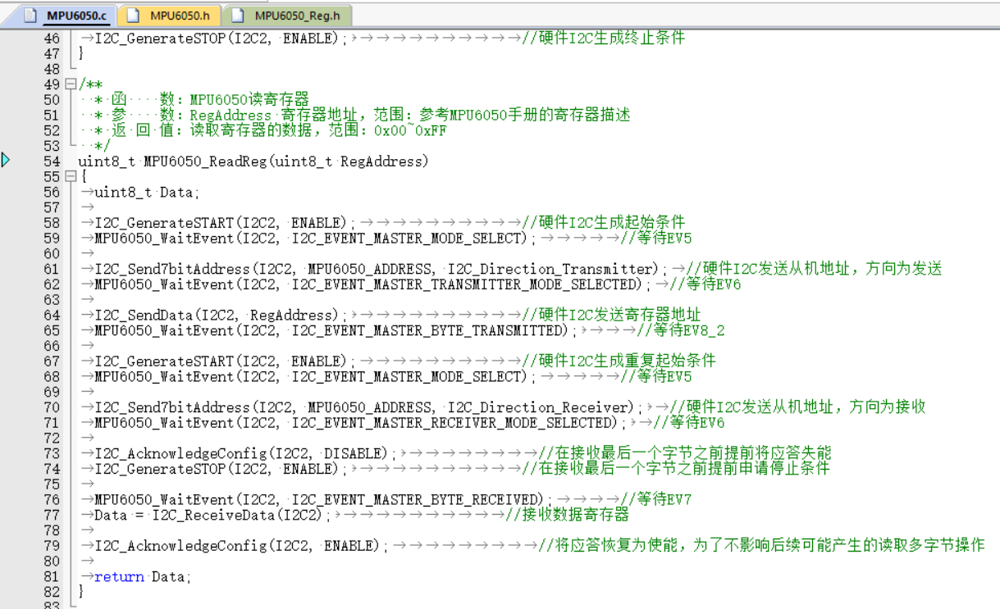 MPU6050.c MPU6050.h MPU6050_Reg.h
46 I2C_GenerateSTOP(I2C2, ENABLE); //硬件I2C生成终止条件
47 }
48
49 /**
50 * 函 数：MPU6050读寄存器
51 * 参 数：RegAddress 寄存器地址，范围：参考MPU6050手册的寄存器描述
52 * 返 回 值：读取寄存器的数据，范围：0x00~0xFF
53 */
54 uint8_t MPU6050_ReadReg(uint8_t RegAddress)
55 {
56 uint8_t Data;
57
58 I2C_GenerateSTART(I2C2, ENABLE); //硬件I2C生成起始条件
59 MPU6050_WaitEvent(I2C2, I2C_EVENT_MASTER_MODE_SELECT); //等待EV5
60
61 I2C_Send7bitAddress(I2C2, MPU6050_ADDRESS, I2C_Direction_Transmitter); //硬件I2C发送从机地址，方向为发送
62 MPU6050_WaitEvent(I2C2, I2C_EVENT_MASTER_TRANSMITTER_MODE_SELECTED); //等待EV6
63
64 I2C_SendData(I2C2, RegAddress); //硬件I2C发送寄存器地址
65 MPU6050_WaitEvent(I2C2, I2C_EVENT_MASTER_BYTE_TRANSMITTED); //等待EV8_2
66
67 I2C_GenerateSTART(I2C2, ENABLE); //硬件I2C生成重复起始条件
68 MPU6050_WaitEvent(I2C2, I2C_EVENT_MASTER_MODE_SELECT); //等待EV5
69
70 I2C_Send7bitAddress(I2C2, MPU6050_ADDRESS, I2C_Direction_Receiver); //硬件I2C发送从机地址，方向为接收
71 MPU6050_WaitEvent(I2C2, I2C_EVENT_MASTER_RECEIVER_MODE_SELECTED); //等待EV6
72
73 I2C_AcknowledgeConfig(I2C2, DISABLE); //在接收最后一个字节之前提前将应答失能
74 I2C_GenerateSTOP(I2C2, ENABLE); //在接收最后一个字节之前提前申请停止条件
75
76 MPU6050_WaitEvent(I2C2, I2C_EVENT_MASTER_BYTE_RECEIVED); //等待EV7
77 Data = I2C_ReceiveData(I2C2); //接收数据寄存器
78
79 I2C_AcknowledgeConfig(I2C2, ENABLE); //将应答恢复为使能，为了不影响后续可能产生的读取多字节操作
80
81 return Data;
82 }
83